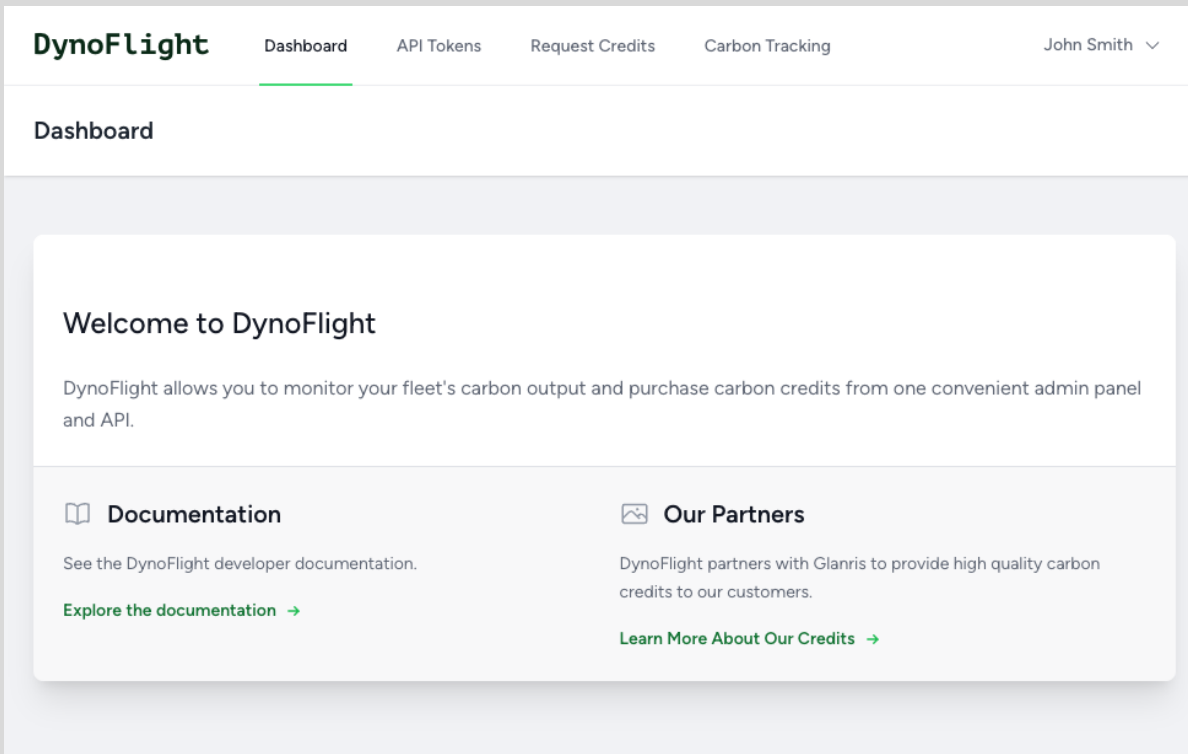 DynoFlight Dashboard API Tokens Request Credits Carbon Tracking John Smith
Dashboard
Welcome to DynoFlight
DynoFlight allows you to monitor your fleet's carbon output and purchase carbon credits from one convenient admin panel
and API.
Documentation
See the DynoFlight developer documentation.
Explore the documentation →
Our Partners
DynoFlight partners with Glanris to provide high quality carbon
credits to our customers.
Learn More About Our Credits →